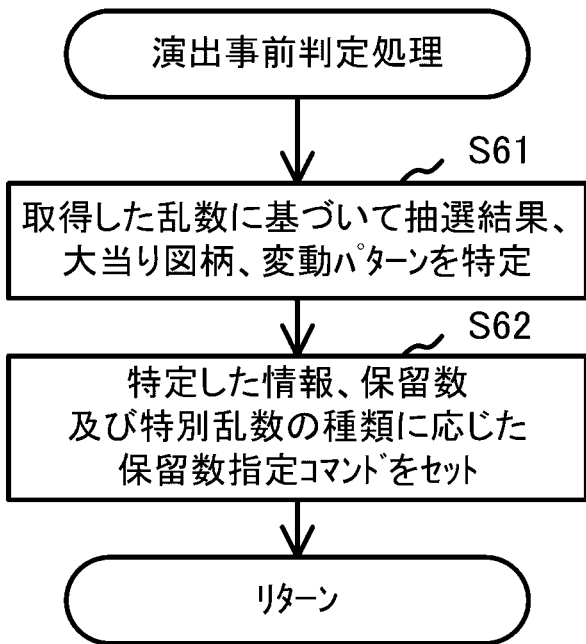 演出事前判定処理
S61
取得した乱数に基づいて抽選結果、
大当り図柄、変動ﾊﾟﾀｰﾝを特定
S62
特定した情報、保留数
及び特別乱数の種類に応じた
保留数指定ｺﾏﾝﾄﾞをｾｯﾄ
ﾘﾀｰﾝ